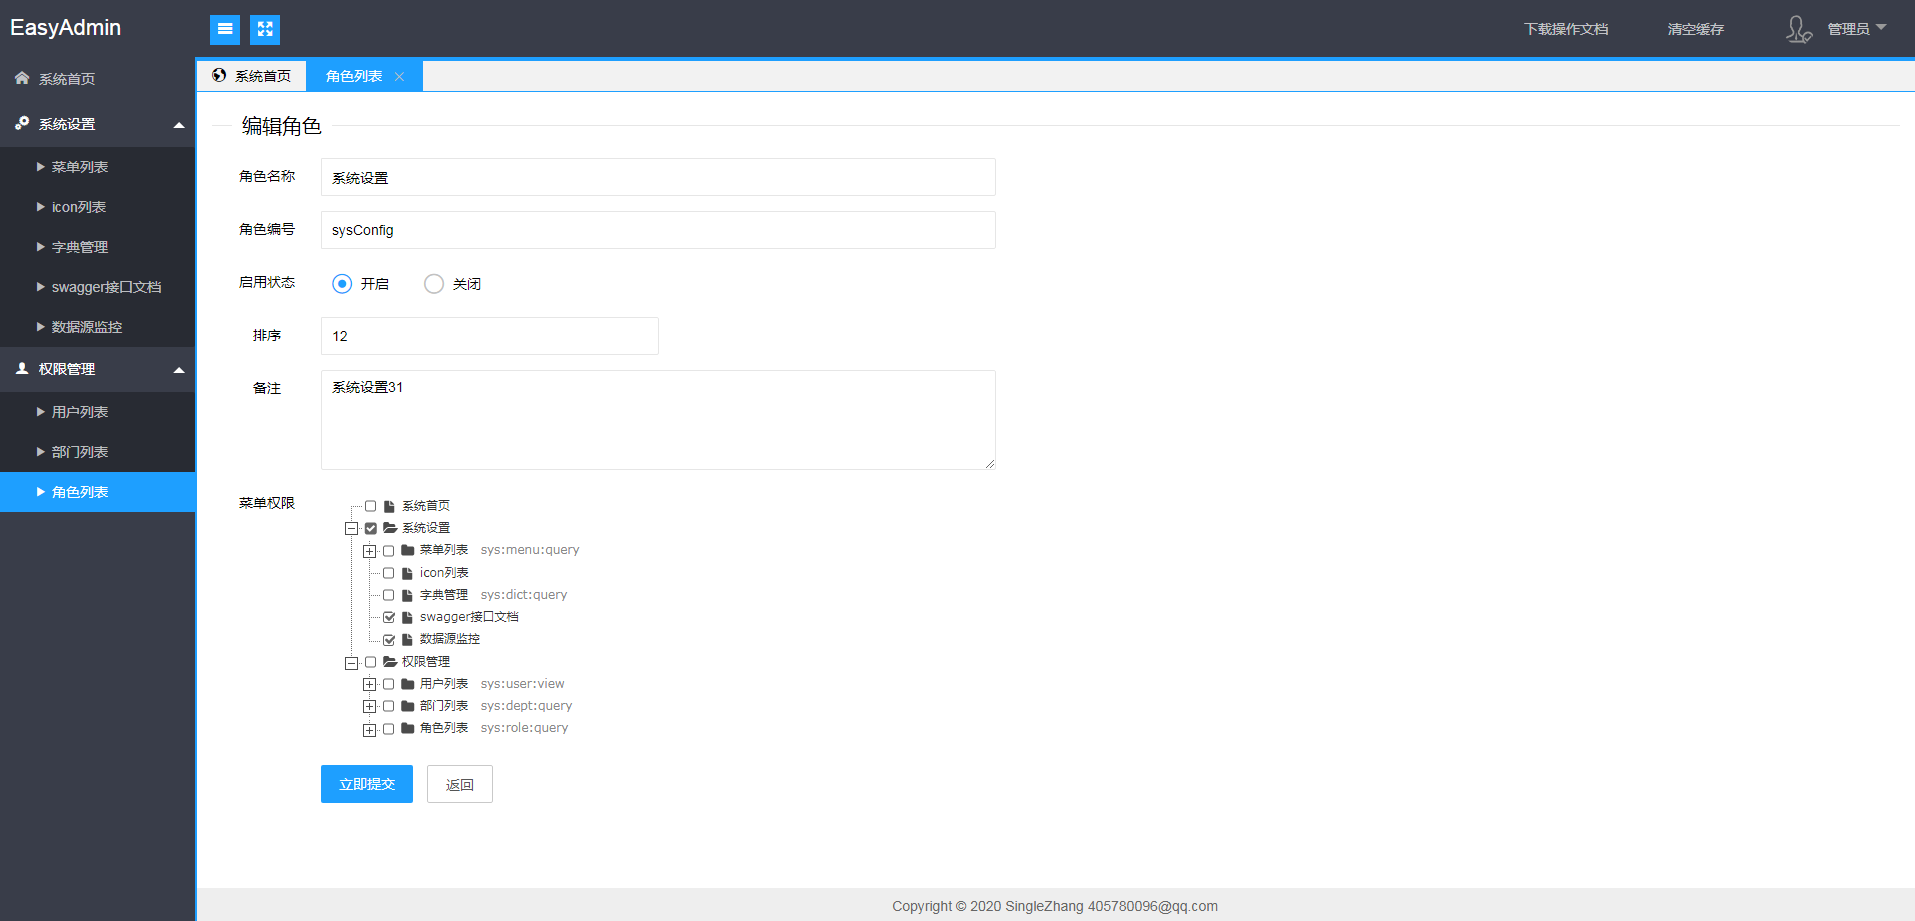 EasyAdmin
下载操作文档
清空缓存
管理员
系统首页
系统设置
菜单列表
icon列表
字典管理
swagger接口文档
数据源监控
权限管理
用户列表
部门列表
角色列表
系统首页
角色列表
编辑角色
角色名称
系统设置
角色编号
sysConfig
启用状态
开启
关闭
排序
12
备注
系统设置31
菜单权限
系统首页
系统设置
菜单列表 sys:menu:query
icon列表
字典管理 sys:dict:query
swagger接口文档
数据源监控
权限管理
用户列表 sys:user:view
部门列表 sys:dept:query
角色列表 sys:role:query
立即提交
返回
Copyright © 2020 SingleZhang 405780096@qq.com